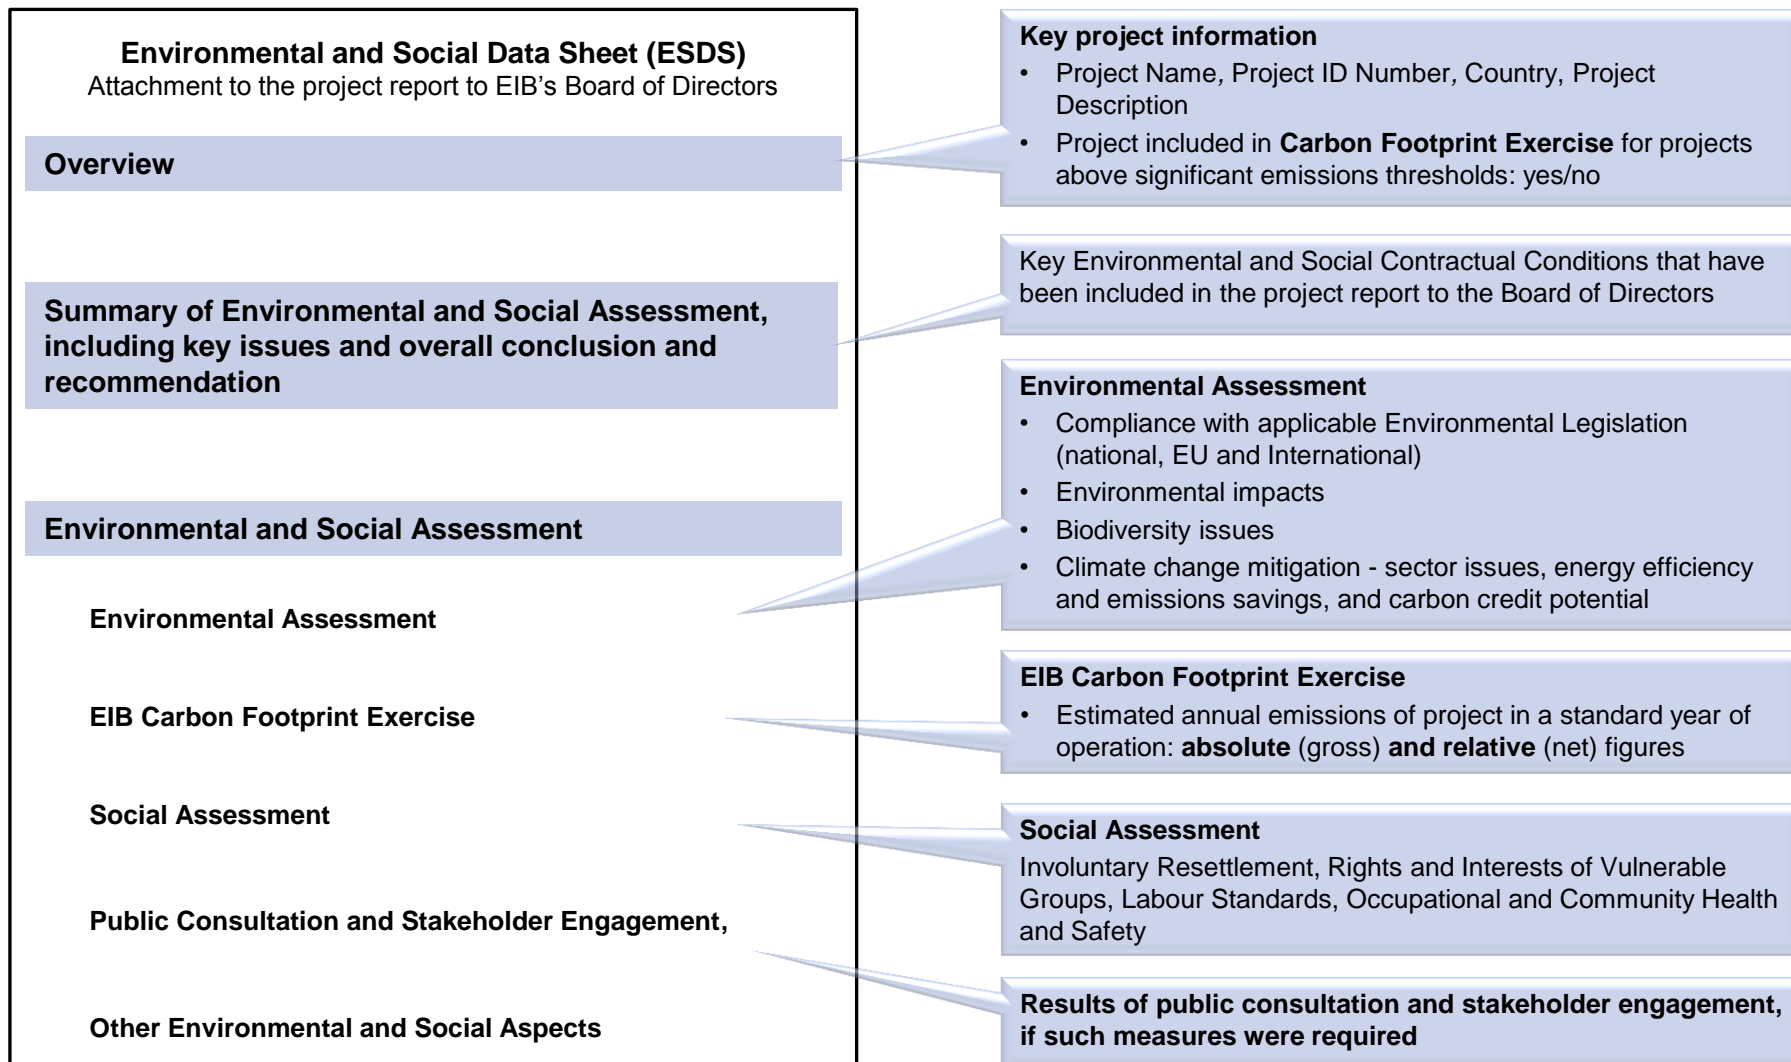 Environmental and Social Data Sheet (ESDS)
Attachment to the project report to EIB's Board of Directors
Overview
Summary of Environmental and Social Assessment,
including key issues and overall conclusion and
recommendation
Environmental and Social Assessment
Environmental Assessment
EIB Carbon Footprint Exercise
Social Assessment
Public Consultation and Stakeholder Engagement,
Other Environmental and Social Aspects
Key project information
• Project Name, Project ID Number, Country, Project
Description
• Project included in Carbon Footprint Exercise for projects
above significant emissions thresholds: yes/no
Key Environmental and Social Contractual Conditions that have
been included in the project report to the Board of Directors
Environmental Assessment
• Compliance with applicable Environmental Legislation
(national, EU and International)
• Environmental impacts
• Biodiversity issues
• Climate change mitigation - sector issues, energy efficiency
and emissions savings, and carbon credit potential
EIB Carbon Footprint Exercise
• Estimated annual emissions of project in a standard year of
operation: absolute (gross) and relative (net) figures
Social Assessment
Involuntary Resettlement, Rights and Interests of Vulnerable
Groups, Labour Standards, Occupational and Community Health
and Safety
Results of public consultation and stakeholder engagement,
if such measures were required